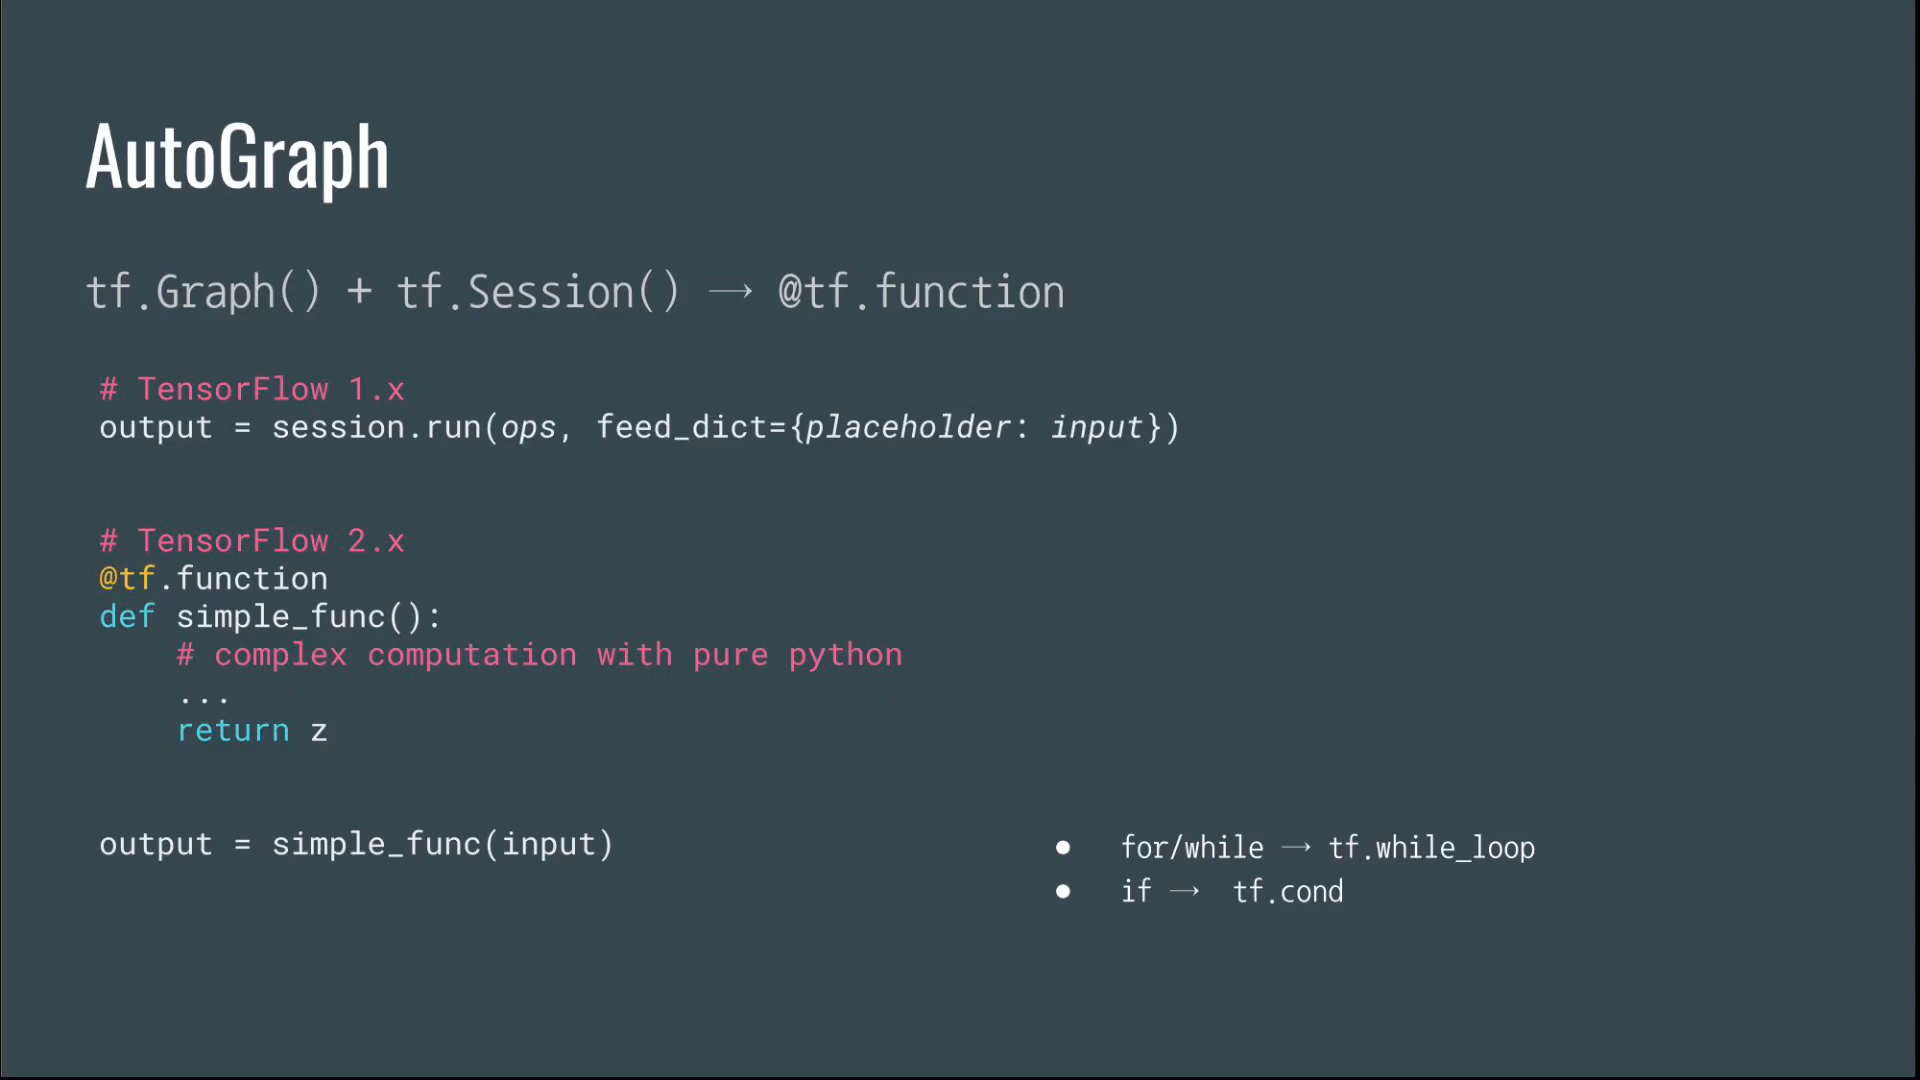 AutoGraph
tf.Graph() + tf.Session() → @tf.function
# TensorFlow 1.x
output = session.run(ops, feed_dict={placeholder: input})
# TensorFlow 2.x
@tf.function
def simple_func():
    # complex computation with pure python
    ...
    return z
output = simple_func(input)
● for/while → tf.while_loop
● if → tf.cond